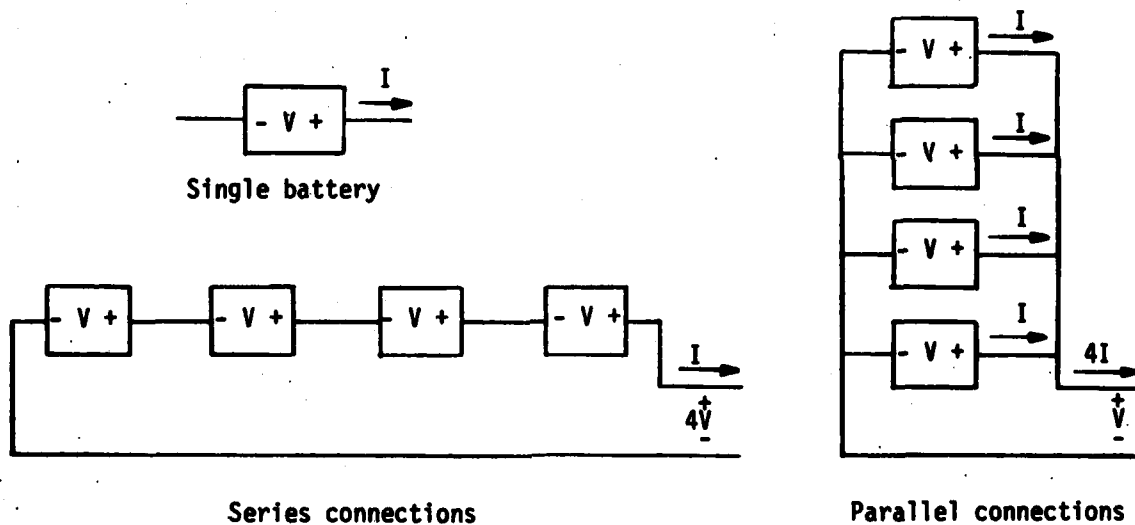 I
- V +
Single battery
- V +
- V +
- V +
- V +
I
+
4V
-
Series connections
I
- V +
I
- V +
I
- V +
I
- V +
4I
+
V
-
Parallel connections